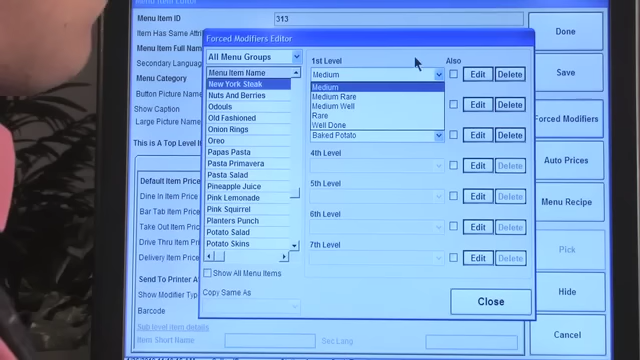 Menu Item Editor
Menu Item ID 313
Item Has Same Attri
Menu Item Full Nam
Secondary Languag
Menu Category
Button Picture Name
Show Caption
Large Picture Name
This is A Top Level I
Default Item Price
Dine In Item Price
Bar Tab Item Price
Take Out Item Price
Drive Thru Item Pric
Delivery Item Price
Send To Printer A
Show Modifier Typ
Barcode
Sub level item details
Item Short Name
Sec Lang
Forced Modifiers Editor
All Menu Groups
Menu Item Name
New York Steak
Nuts And Berries
Odouls
Old Fashioned
Onion Rings
Oreo
Papas Pasta
Pasta Primavera
Pasta Salad
Pineapple Juice
Pink Lemonade
Pink Squirrel
Planters Punch
Potato Salad
Potato Skins
Show All Menu Items
Copy Same As
1st Level
Also
Medium
Edit Delete
Medium
Medium Rare
Medium Well
Edit Delete
Rare
Well Done
Baked Potato
Edit Delete
4th Level
Edit Delete
5th Level
Edit Delete
6th Level
Edit Delete
7th Level
Edit Delete
Close
Done
Save
Forced Modifiers
Auto Prices
Menu Recipe
Pick
Hide
Cancel